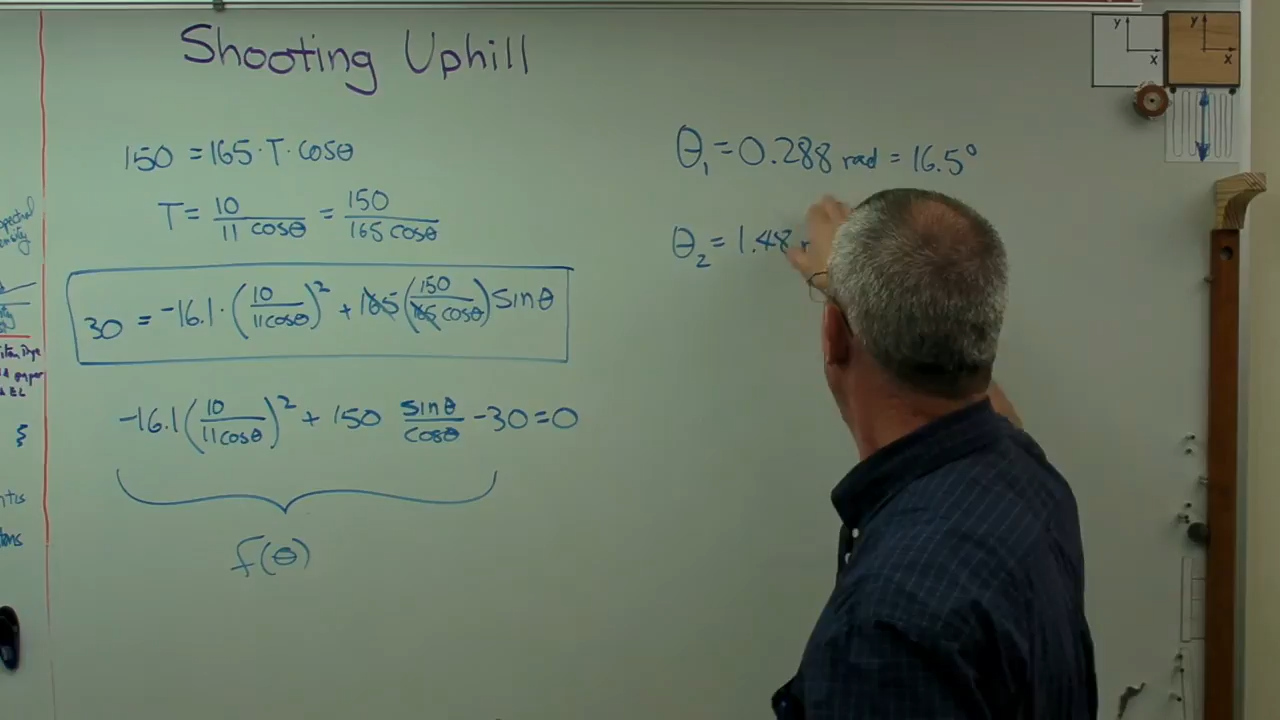 Shooting Uphill
150 = 165·T·cosθ
T = 10/(11 cosθ) = 150/(165 cosθ)
30 = -16.1·(10/(11cosθ))² + 165(150/(165 cosθ))sinθ
-16.1(10/(11cosθ))² + 150 sinθ/cosθ -30=0
f(θ)
θ₁ = 0.288 rad = 16.5°
θ₂ = 1.48
y
x
y
x